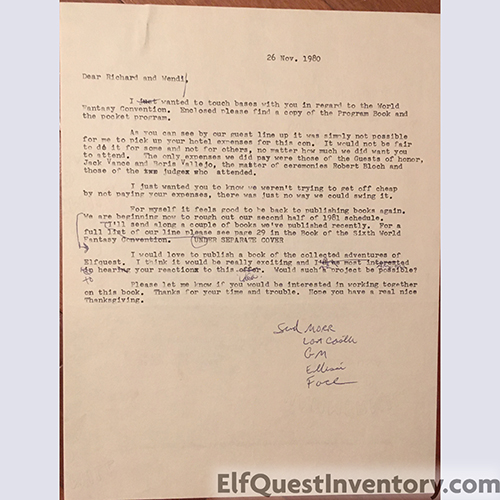 26 Nov. 1980
Dear Richard and Wendi,
I just wanted to touch bases with you in regard to the World
Fantasy Convention. Enclosed please find a copy of the Program Book and
the pocket program.
As you can see by our guest line up it was simply not possible
for me to pick up your hotel expenses for this con. It would not be fair
to do it for some and not for others, no matter how much we did want you
to attend. The only expenses we did pay were those of the Guests of honor,
Jack Vance and Boris Vallejo, the master of ceremonies Robert Bloch and
those of the two judges who attended.
I just wanted you to know we weren't trying to get off cheap
by not paying your expenses, there was just no way we could swing it.
For myself it feels good to be back to publishing books again.
We are beginning now to rough out our second half of 1981 schedule.
I'll send along a couple of books we've published recently. For a
full list of our line please see page 29 in the Book of the Sixth World
Fantasy Convention. UNDER SEPARATE COVER
I would love to publish a book of the collected adventures of
Elfquest. I think it would be really exciting and most interested
to hearing your reactions to this offer. Would such a project be possible?
idea
Please let me know if you would be interested in working together
on this book. Thanks for your time and trouble. Hope you have a real nice
Thanksgiving.
Send
GM
Ellison
ElfQuestInventory.com